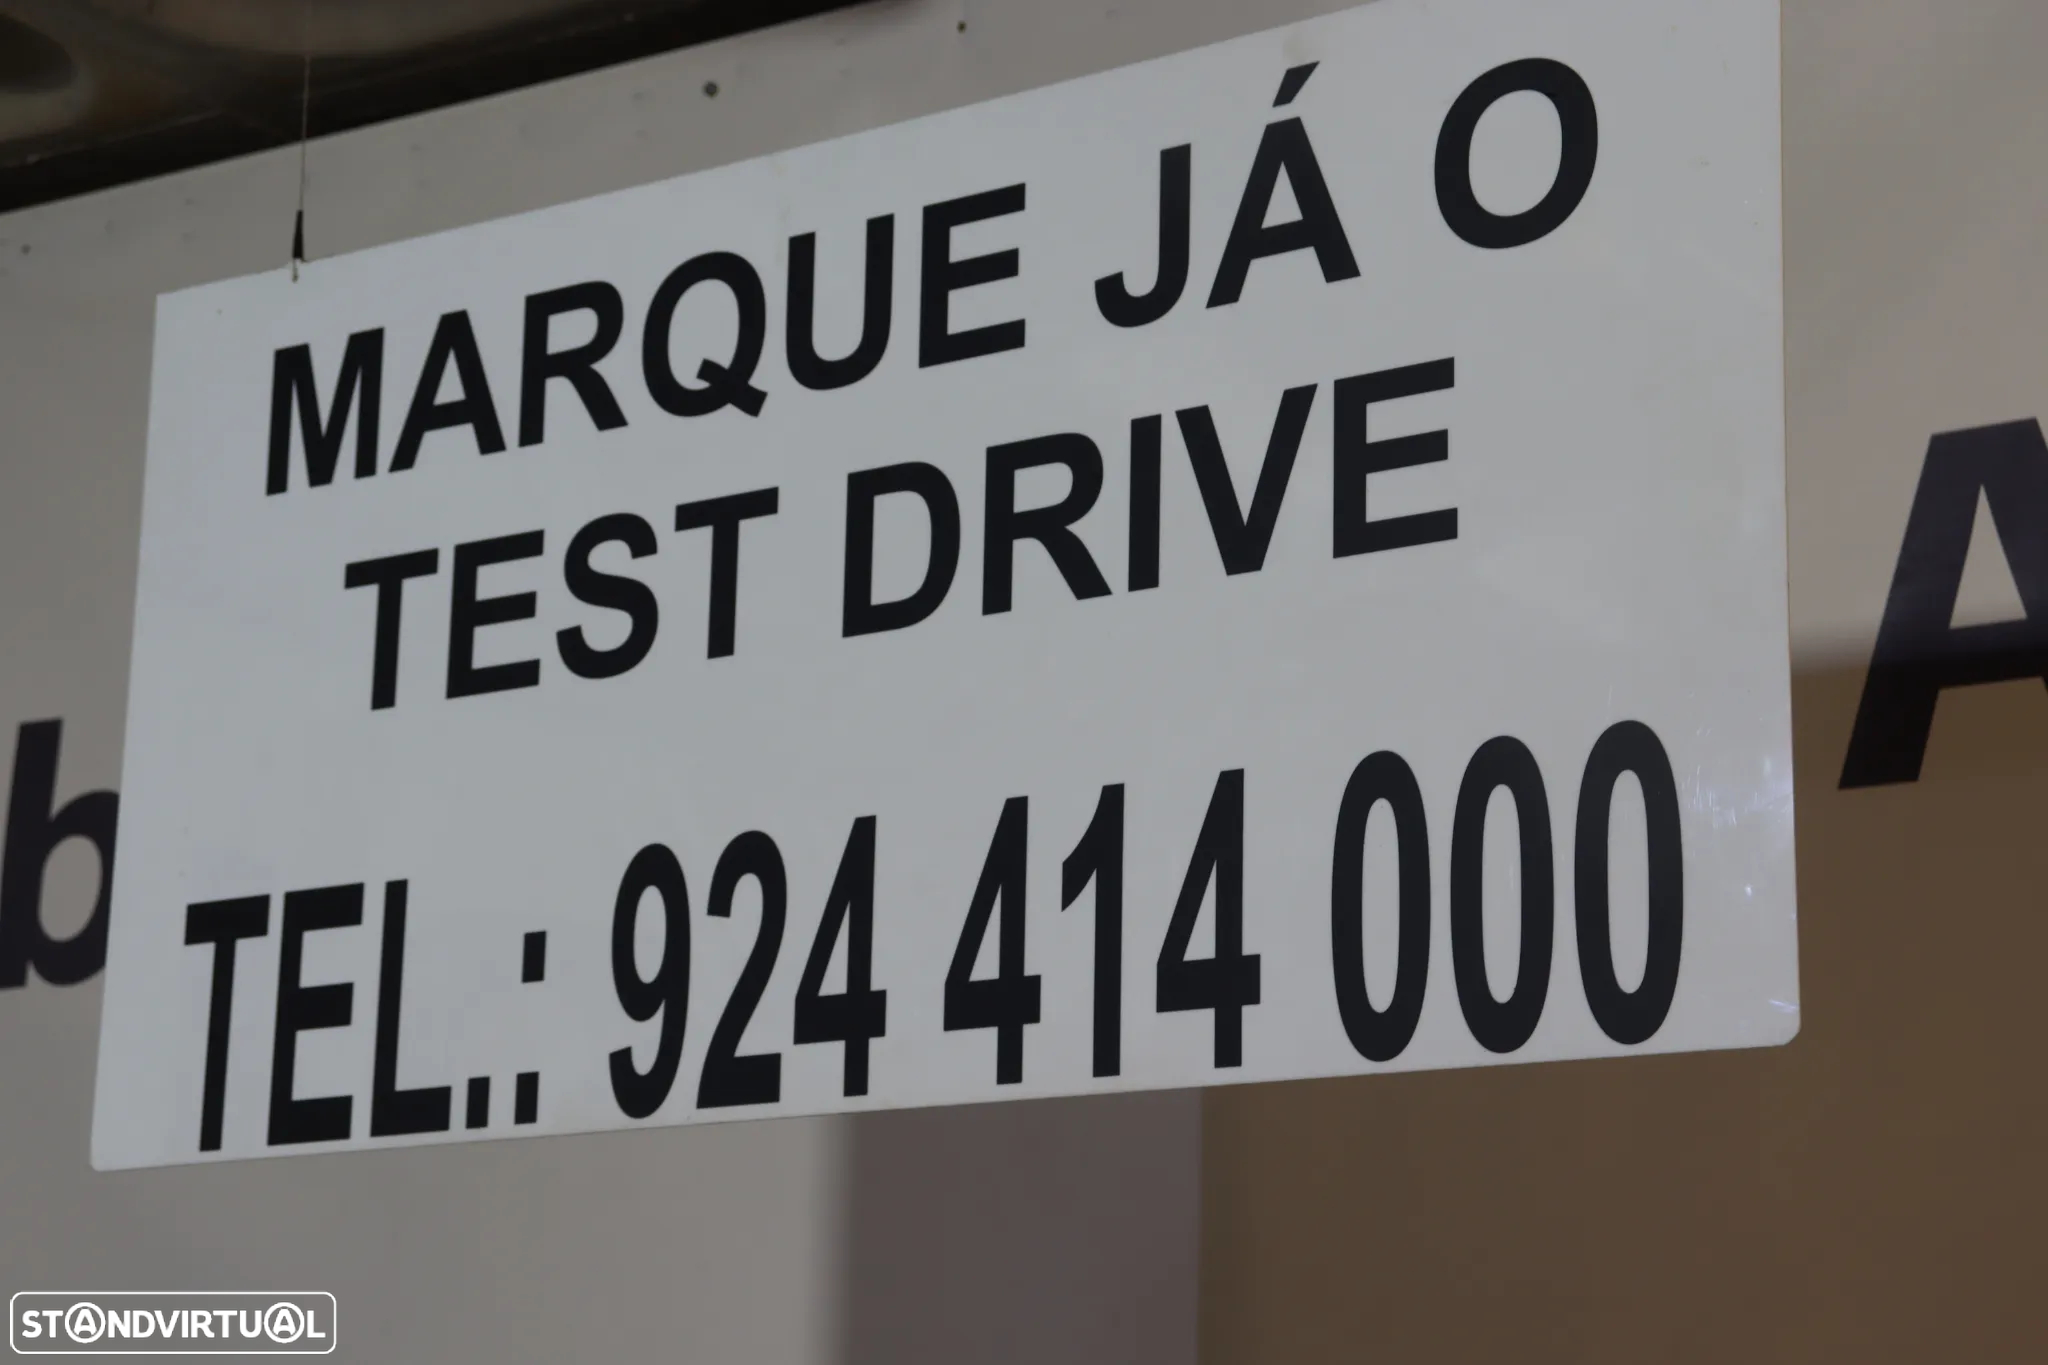 MARQUE JÁ O
TEST DRIVE
TEL.: 924 414 000
b
A
STANDVIRTUAL